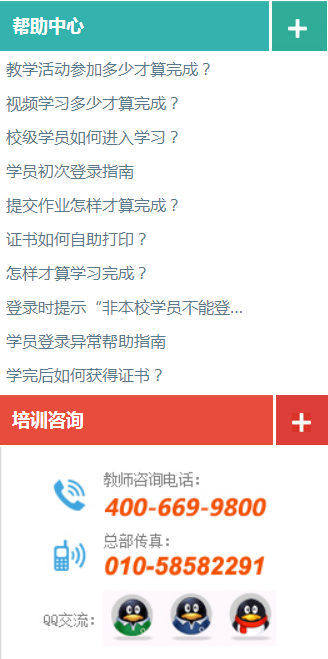 帮助中心
+
教学活动参加多少才算完成？
视频学习多少才算完成？
校级学员如何进入学习？
学员初次登录指南
提交作业怎样才算完成？
证书如何自助打印？
怎样才算学习完成？
登录时提示“非本校学员不能登...
学员登录异常帮助指南
学完后如何获得证书？
培训咨询
+
教师咨询电话：
400-669-9800
总部传真：
010-58582291
QQ交流：